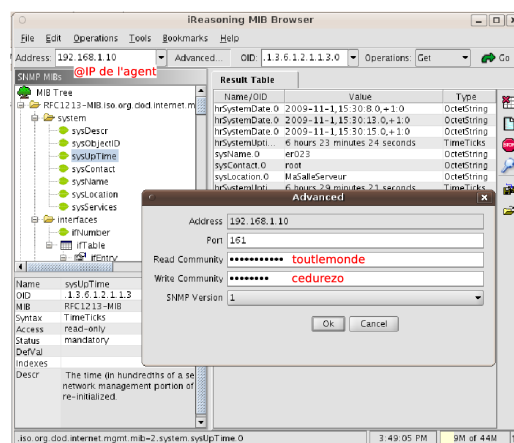 iReasoning MIB Browser
File Edit Operations Tools Bookmarks Help
Address: 192.168.1.10 Advanced... OID: .1.3.6.1.2.1.1.3.0 Operations: Get Go
@IP de l'agent
SNMP MIBs
Result Table
MIB Tree
RFC1213-MIB.iso.org.dod.internet.m
system
sysDescr
sysObjectID
sysUpTime
sysContact
sysName
sysLocation
sysServices
interfaces
ifNumber
ifTable
ifEntry
Name/OID Value Type
hrSystemDate.0 2009-11-1,15:30:8.0,+1:0 OctetString
hrSystemDate.0 2009-11-1,15:30:13.0,+1:0 OctetString
hrSystemDate.0 2009-11-1,15:30:15.0,+1:0 OctetString
hrSystemUpti... 6 hours 23 minutes 24 seconds TimeTicks
sysName.0 er023 OctetString
sysContact.0 root OctetString
sysLocation.0 MaSalleServeur OctetString
hrSystemUpti... 6 hours 29 minutes 21 seconds TimeTicks
Advanced
Address 192.168.1.10
Port 161
Read Community ••••••••••• toutlemonde
Write Community •••••••• cedurezo
SNMP Version 1
Ok Cancel
Name sysUpTime
OID .1.3.6.1.2.1.1.3
MIB RFC1213-MIB
Syntax TimeTicks
Access read-only
Status mandatory
DefVal
Indexes
Descr The time (in hundredths of a se
network management portion of
re-initialized.
.iso.org.dod.internet.mgmt.mib-2.system.sysUpTime.0 3:49:05 PM 9M of 44M